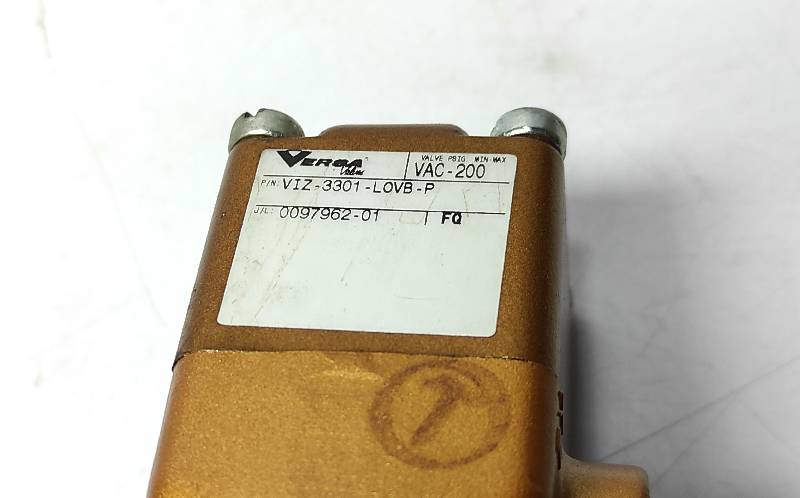 VERSA Valves VALVE PSIG MIN-MAX
VAC-200
P/N: VIZ-3301-LOVB-P
J/L: 0097962-01 FQ
T